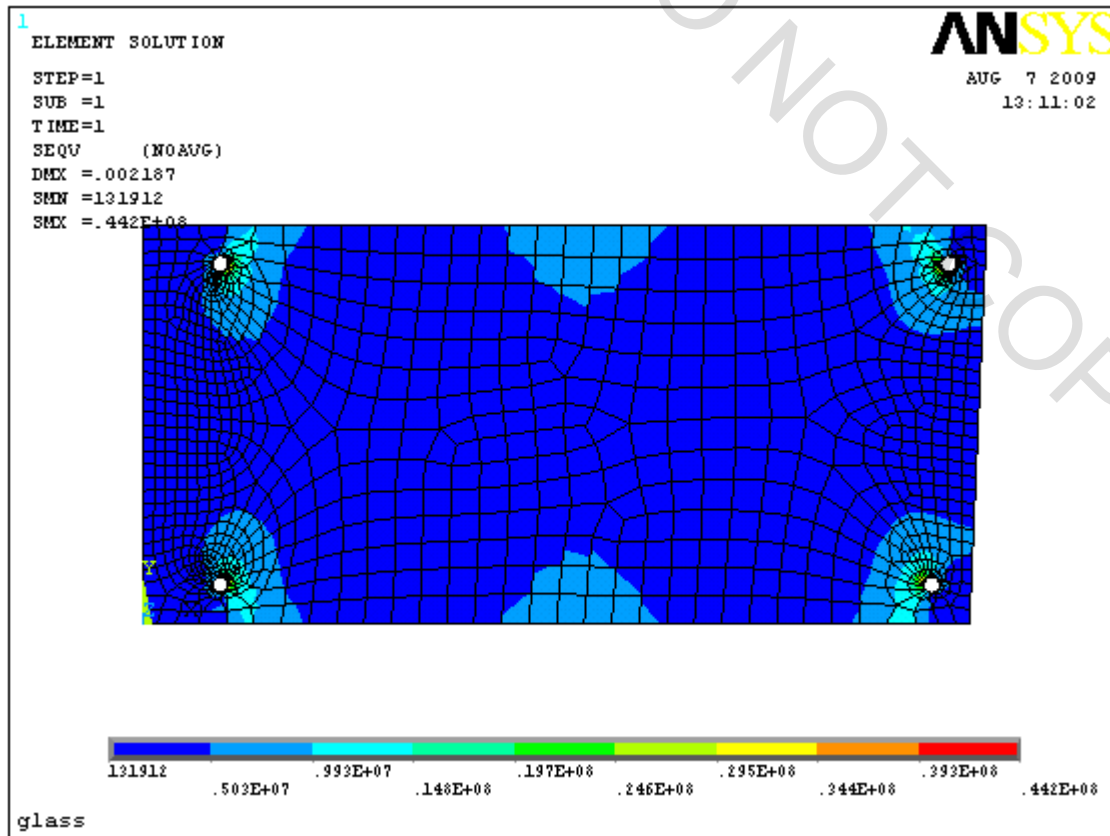 1
ELEMENT SOLUTION
STEP=1
SUB =1
TIME=1
SEQV (NOAVG)
DMX =.002187
SMN =131912
SMX =.442E+08
ANSYS
AUG 7 2009
13:11:02
NOT COP
Y
131912 .993E+07 .197E+08 .295E+08 .393E+08
.503E+07 .148E+08 .246E+08 .344E+08 .442E+08
glass